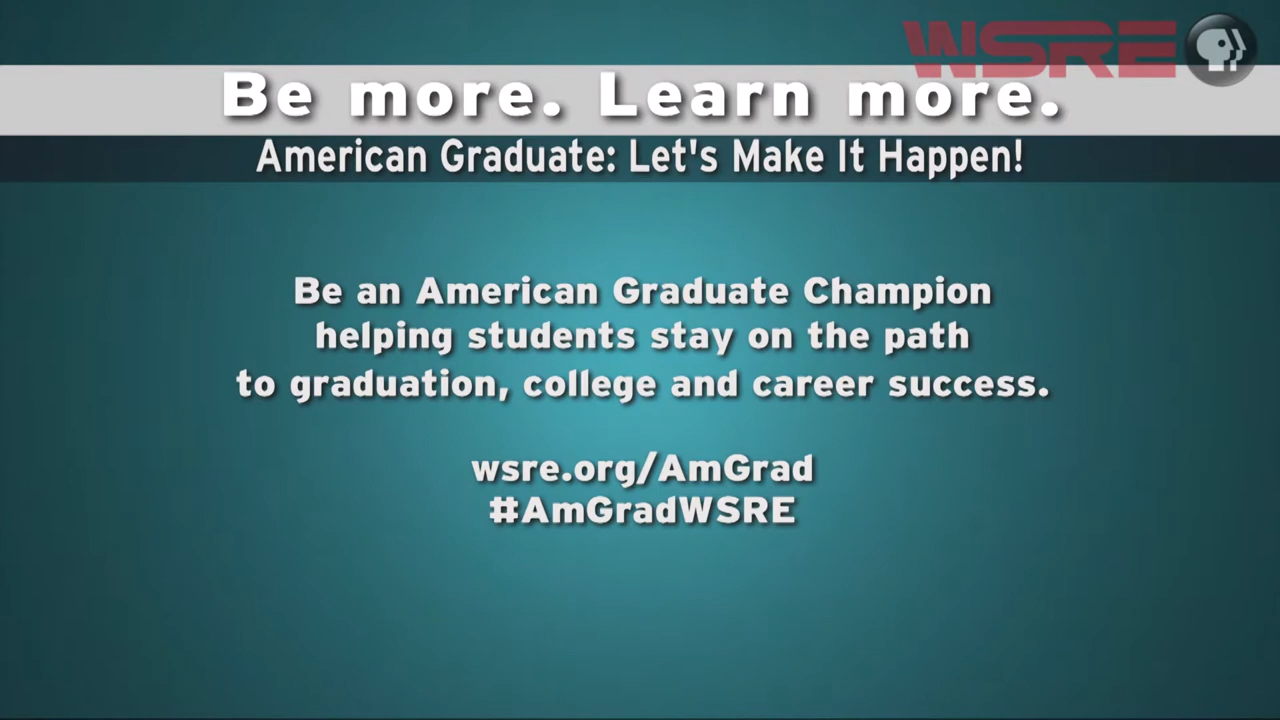 WSRE
Be more. Learn more.
American Graduate: Let's Make It Happen!
Be an American Graduate Champion
helping students stay on the path
to graduation, college and career success.
wsre.org/AmGrad
#AmGradWSRE